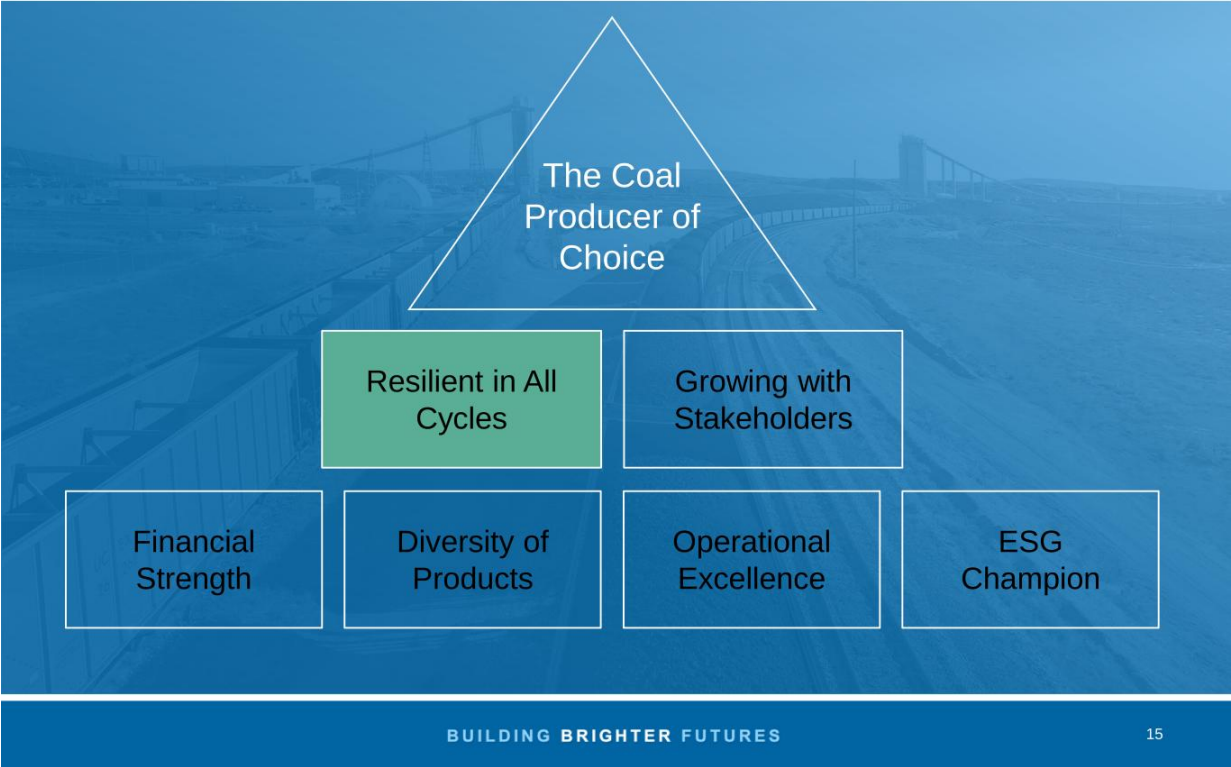 The Coal
Producer of
Choice
Resilient in All
Cycles
Growing with
Stakeholders
Financial
Strength
Diversity of
Products
Operational
Excellence
ESG
Champion
BUILDING BRIGHTER FUTURES
15